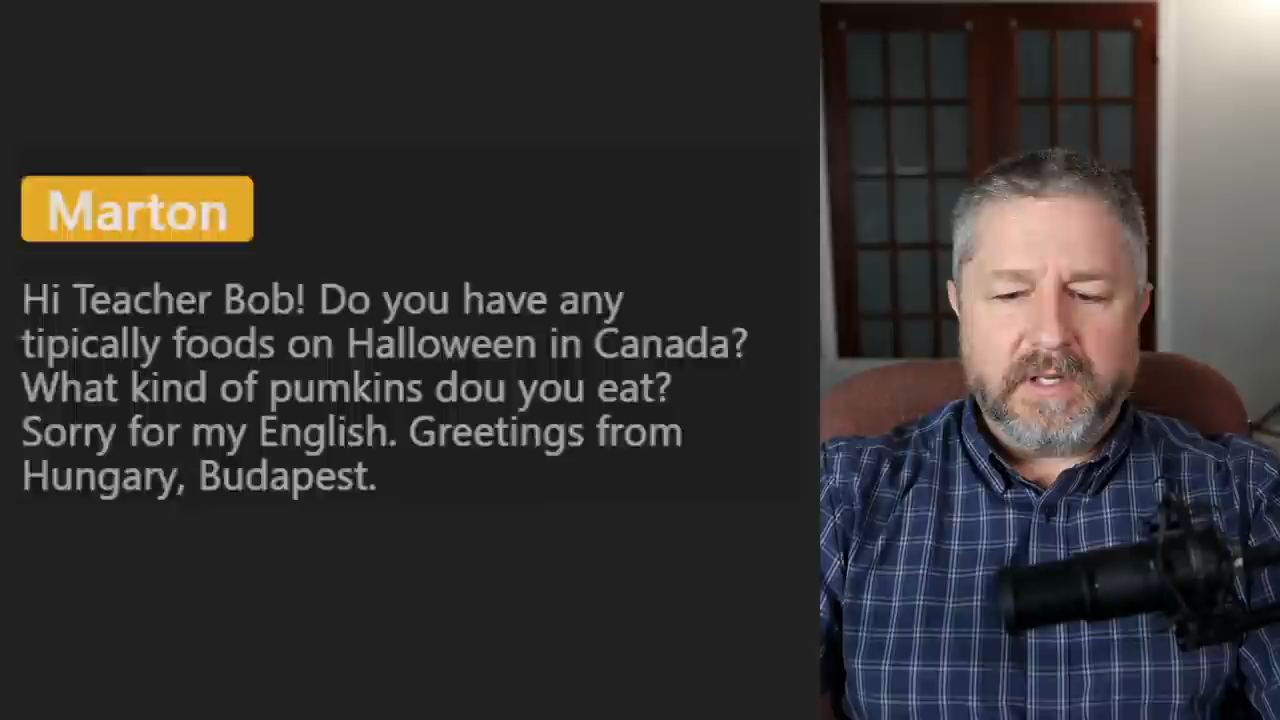 Marton
Hi Teacher Bob! Do you have any
tipically foods on Halloween in Canada?
What kind of pumkins dou you eat?
Sorry for my English. Greetings from
Hungary, Budapest.